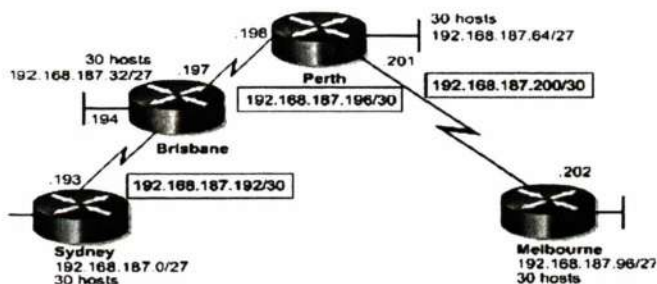 30 hosts
192.168.187.32/27
.197
.198
Perth
30 hosts
192.168.187.64/27
.201
192.168.187.200/30
192.168.187.196/30
.194
Brisbane
.193
192.168.187.192/30
.202
Sydney
192.168.187.0/27
30 hosts
Melbourne
192.168.187.96/27
30 hosts